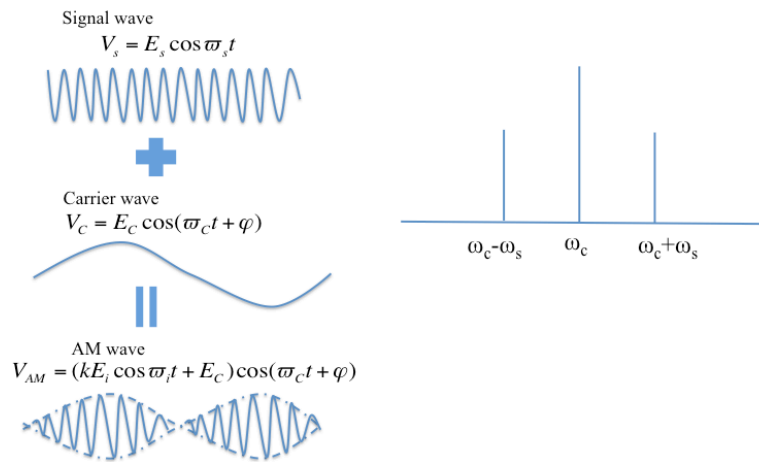 Signal wave
V_s = E_s cos ϖ_s t
Carrier wave
V_C = E_C cos(ϖ_C t + φ)
AM wave
V_AM = (kE_i cos ϖ_i t + E_C) cos(ϖ_C t + φ)
ω_c-ω_s
ω_c
ω_c+ω_s